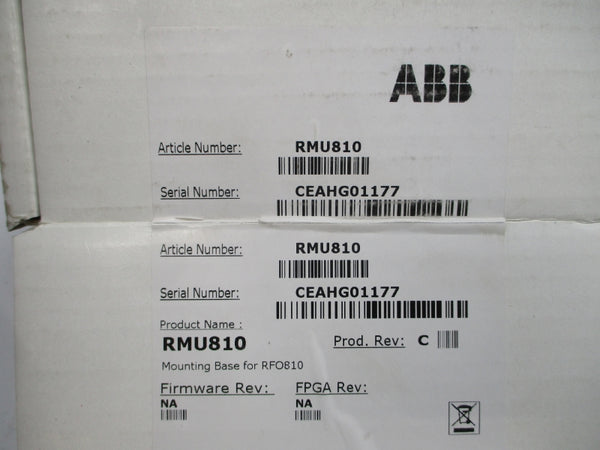 ABB
Article Number: RMU810
Serial Number: CEAHG01177
Article Number: RMU810
Serial Number: CEAHG01177
Product Name :
RMU810 Prod. Rev: C
Mounting Base for RFO810
Firmware Rev: FPGA Rev:
NA NA